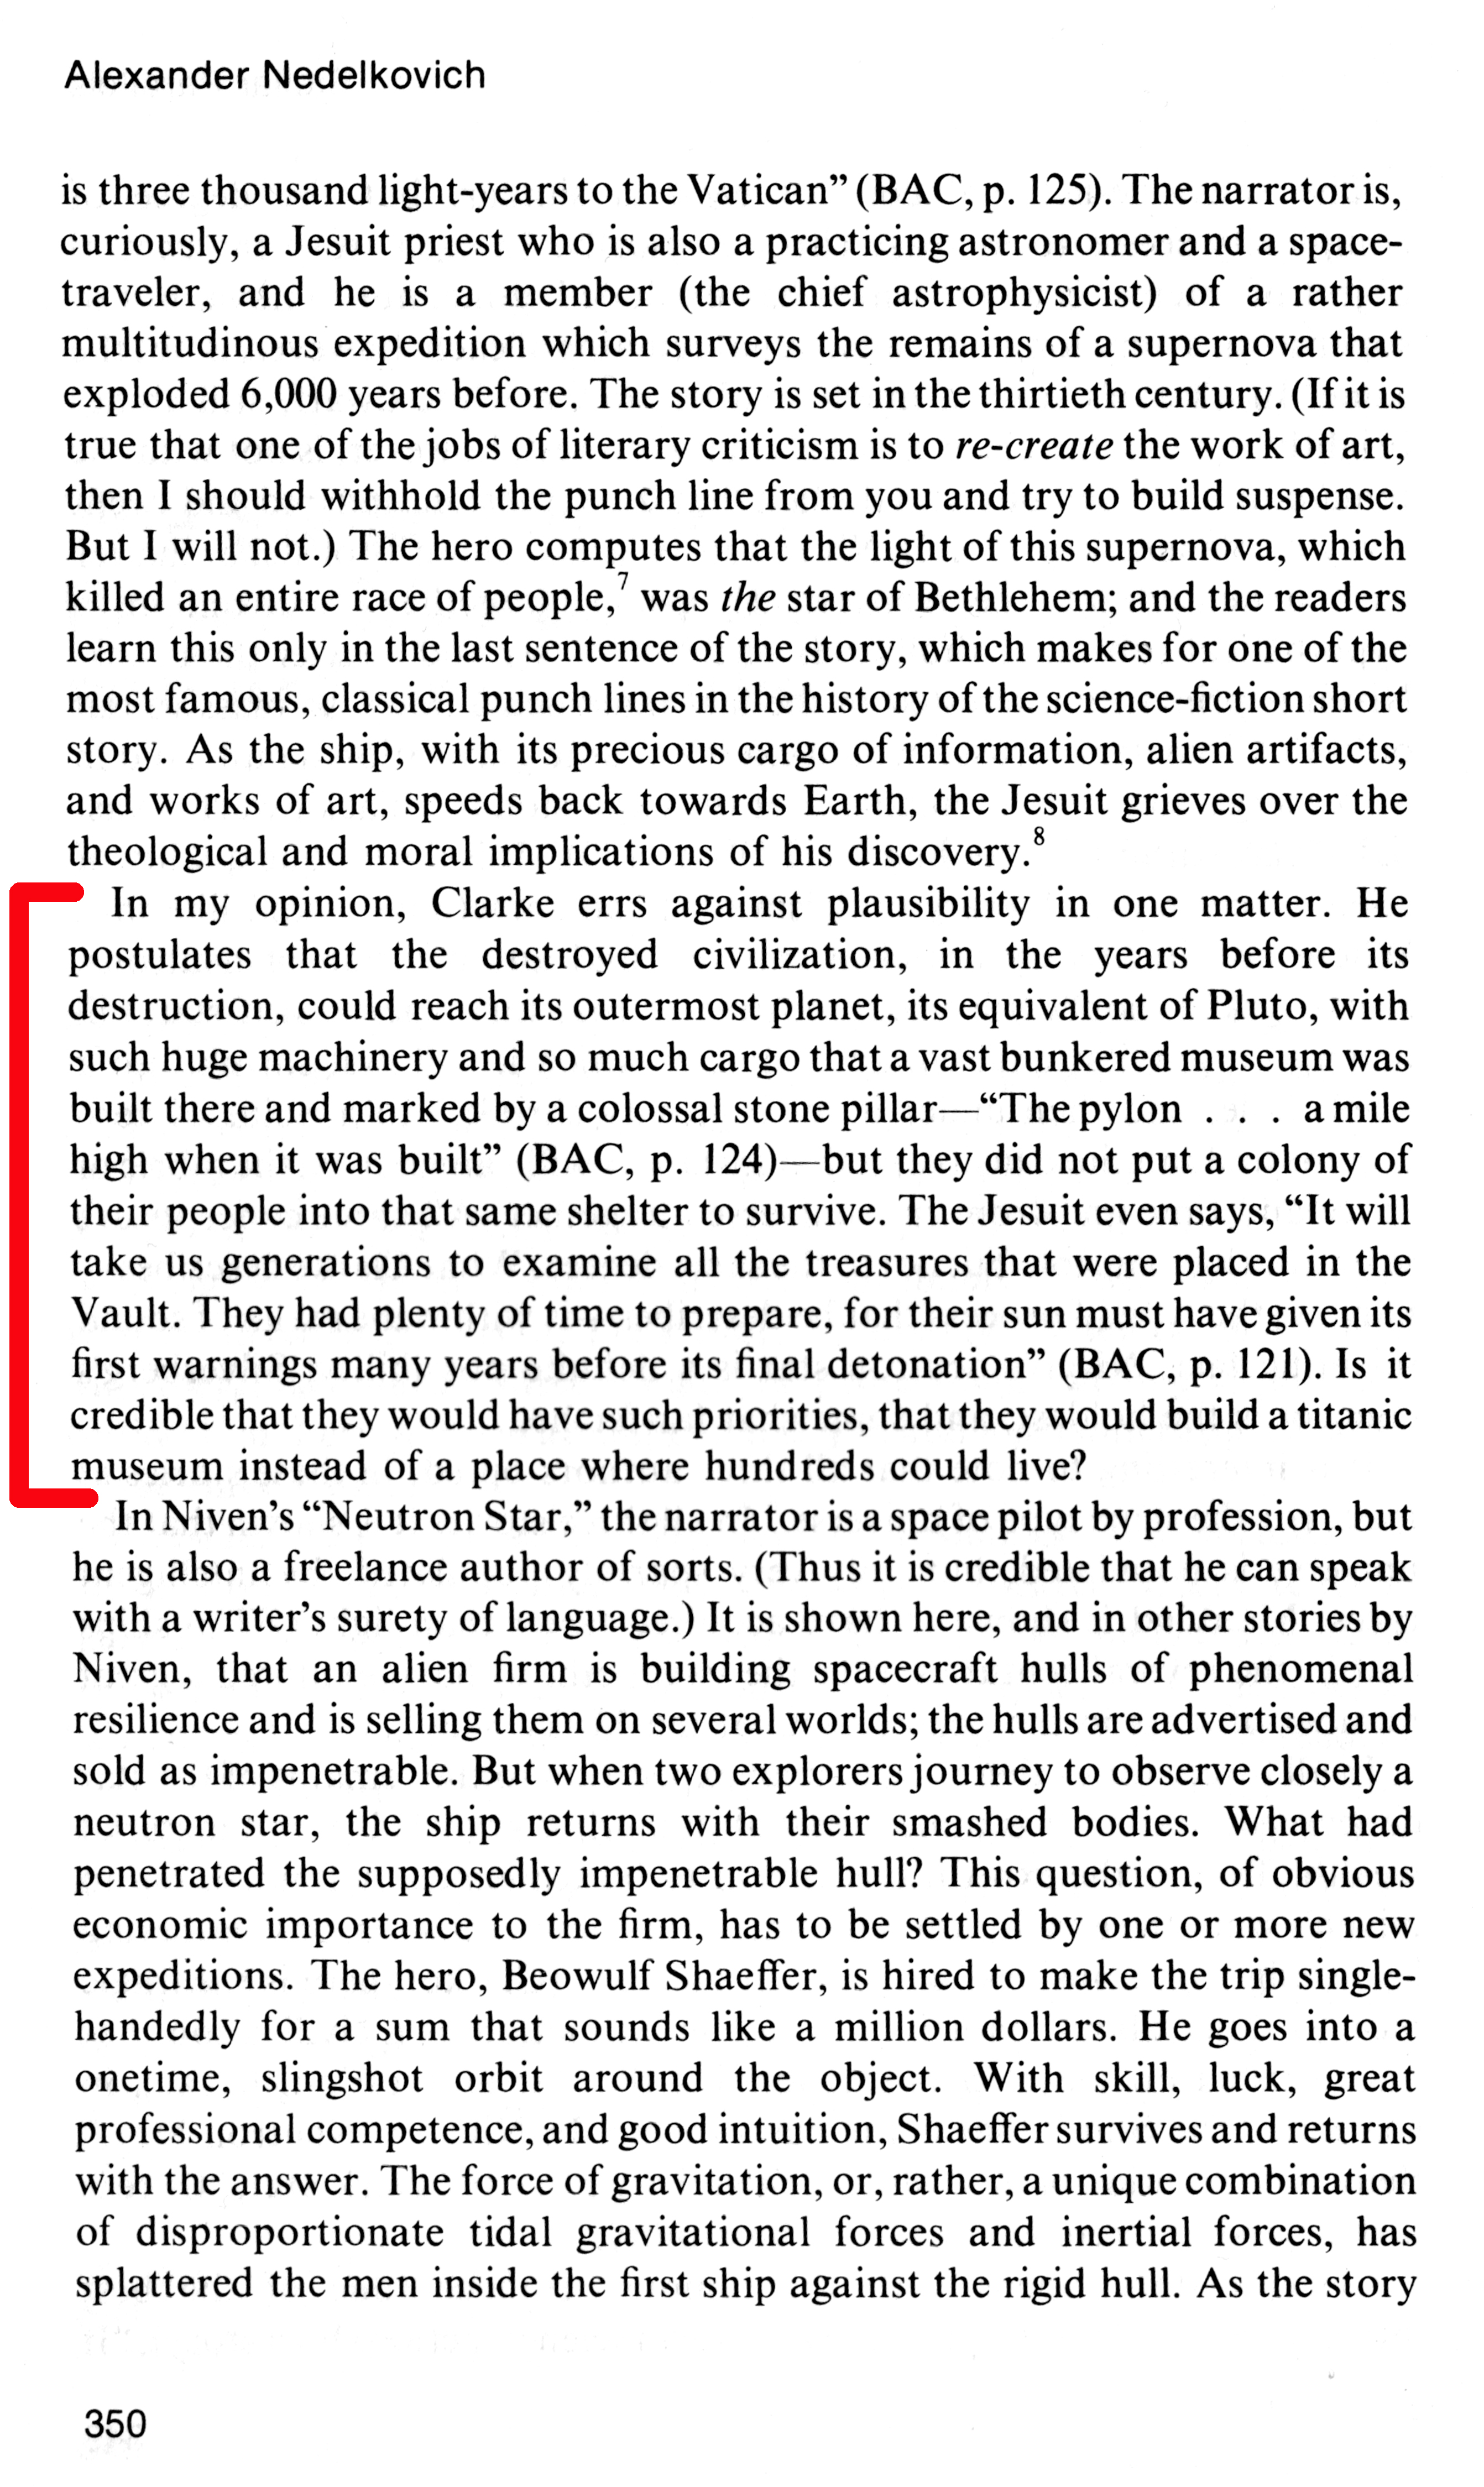 Alexander Nedelkovich
is three thousand light-years to the Vatican” (BAC, p. 125). The narrator is,
curiously, a Jesuit priest who is also a practicing astronomer and a space-
traveler, and he is a member (the chief astrophysicist) of a rather
multitudinous expedition which surveys the remains of a supernova that
exploded 6,000 years before. The story is set in the thirtieth century. (If it is
true that one of the jobs of literary criticism is to re-create the work of art,
then I should withhold the punch line from you and try to build suspense.
But I will not.) The hero computes that the light of this supernova, which
killed an entire race of people,⁷ was the star of Bethlehem; and the readers
learn this only in the last sentence of the story, which makes for one of the
most famous, classical punch lines in the history of the science-fiction short
story. As the ship, with its precious cargo of information, alien artifacts,
and works of art, speeds back towards Earth, the Jesuit grieves over the
theological and moral implications of his discovery.⁸
In my opinion, Clarke errs against plausibility in one matter. He
postulates that the destroyed civilization, in the years before its
destruction, could reach its outermost planet, its equivalent of Pluto, with
such huge machinery and so much cargo that a vast bunkered museum was
built there and marked by a colossal stone pillar—“The pylon . . . a mile
high when it was built” (BAC, p. 124)—but they did not put a colony of
their people into that same shelter to survive. The Jesuit even says, “It will
take us generations to examine all the treasures that were placed in the
Vault. They had plenty of time to prepare, for their sun must have given its
first warnings many years before its final detonation” (BAC, p. 121). Is it
credible that they would have such priorities, that they would build a titanic
museum instead of a place where hundreds could live?
In Niven’s “Neutron Star,” the narrator is a space pilot by profession, but
he is also a freelance author of sorts. (Thus it is credible that he can speak
with a writer’s surety of language.) It is shown here, and in other stories by
Niven, that an alien firm is building spacecraft hulls of phenomenal
resilience and is selling them on several worlds; the hulls are advertised and
sold as impenetrable. But when two explorers journey to observe closely a
neutron star, the ship returns with their smashed bodies. What had
penetrated the supposedly impenetrable hull? This question, of obvious
economic importance to the firm, has to be settled by one or more new
expeditions. The hero, Beowulf Shaeffer, is hired to make the trip single-
handedly for a sum that sounds like a million dollars. He goes into a
onetime, slingshot orbit around the object. With skill, luck, great
professional competence, and good intuition, Shaeffer survives and returns
with the answer. The force of gravitation, or, rather, a unique combination
of disproportionate tidal gravitational forces and inertial forces, has
splattered the men inside the first ship against the rigid hull. As the story
350